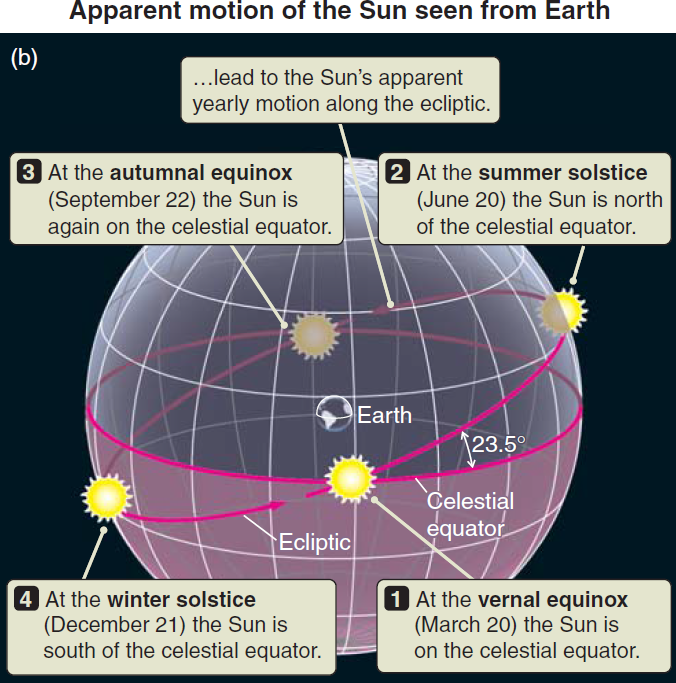 Apparent motion of the Sun seen from Earth
(b)
…lead to the Sun’s apparent
yearly motion along the ecliptic.
3 At the autumnal equinox
(September 22) the Sun is
again on the celestial equator.
2 At the summer solstice
(June 20) the Sun is north
of the celestial equator.
Earth
23.5°
Celestial
equator
Ecliptic
4 At the winter solstice
(December 21) the Sun is
south of the celestial equator.
1 At the vernal equinox
(March 20) the Sun is
on the celestial equator.